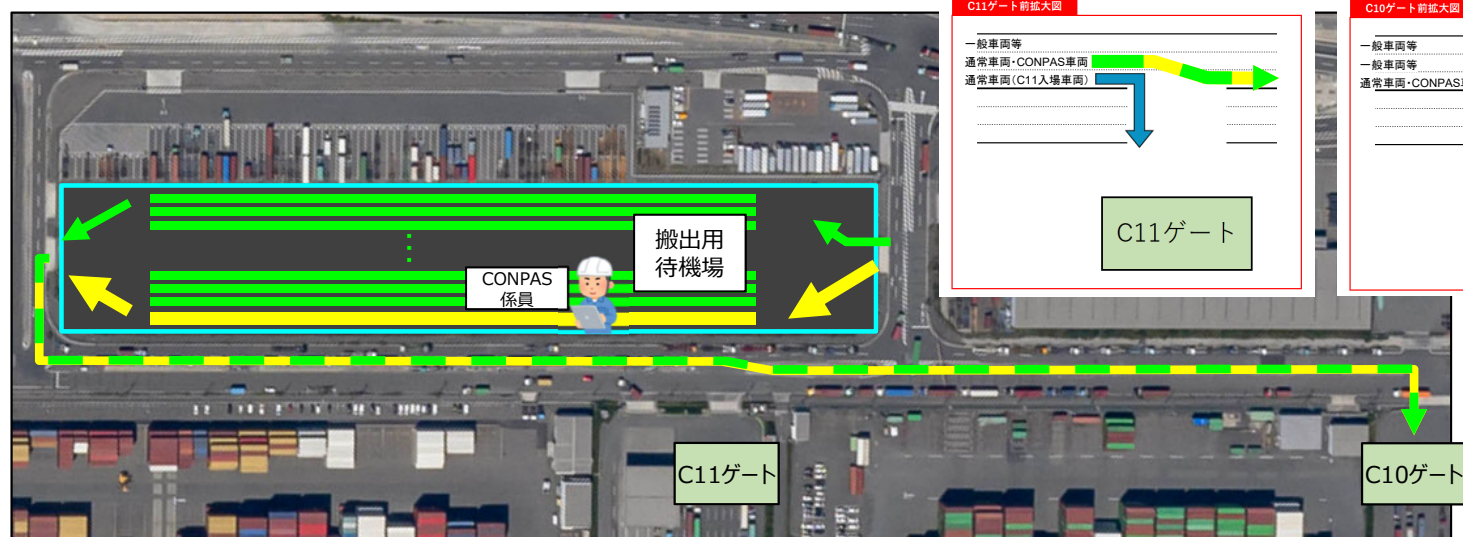 C11ゲート前拡大図
一般車両等
通常車両・CONPAS車両
通常車両(C11入場車両)
C11ゲート
C10ゲート前拡大図
一般車両等
一般車両等
通常車両・CONPAS
搬出用
待機場
CONPAS
係員
C11ゲート
C10ゲート